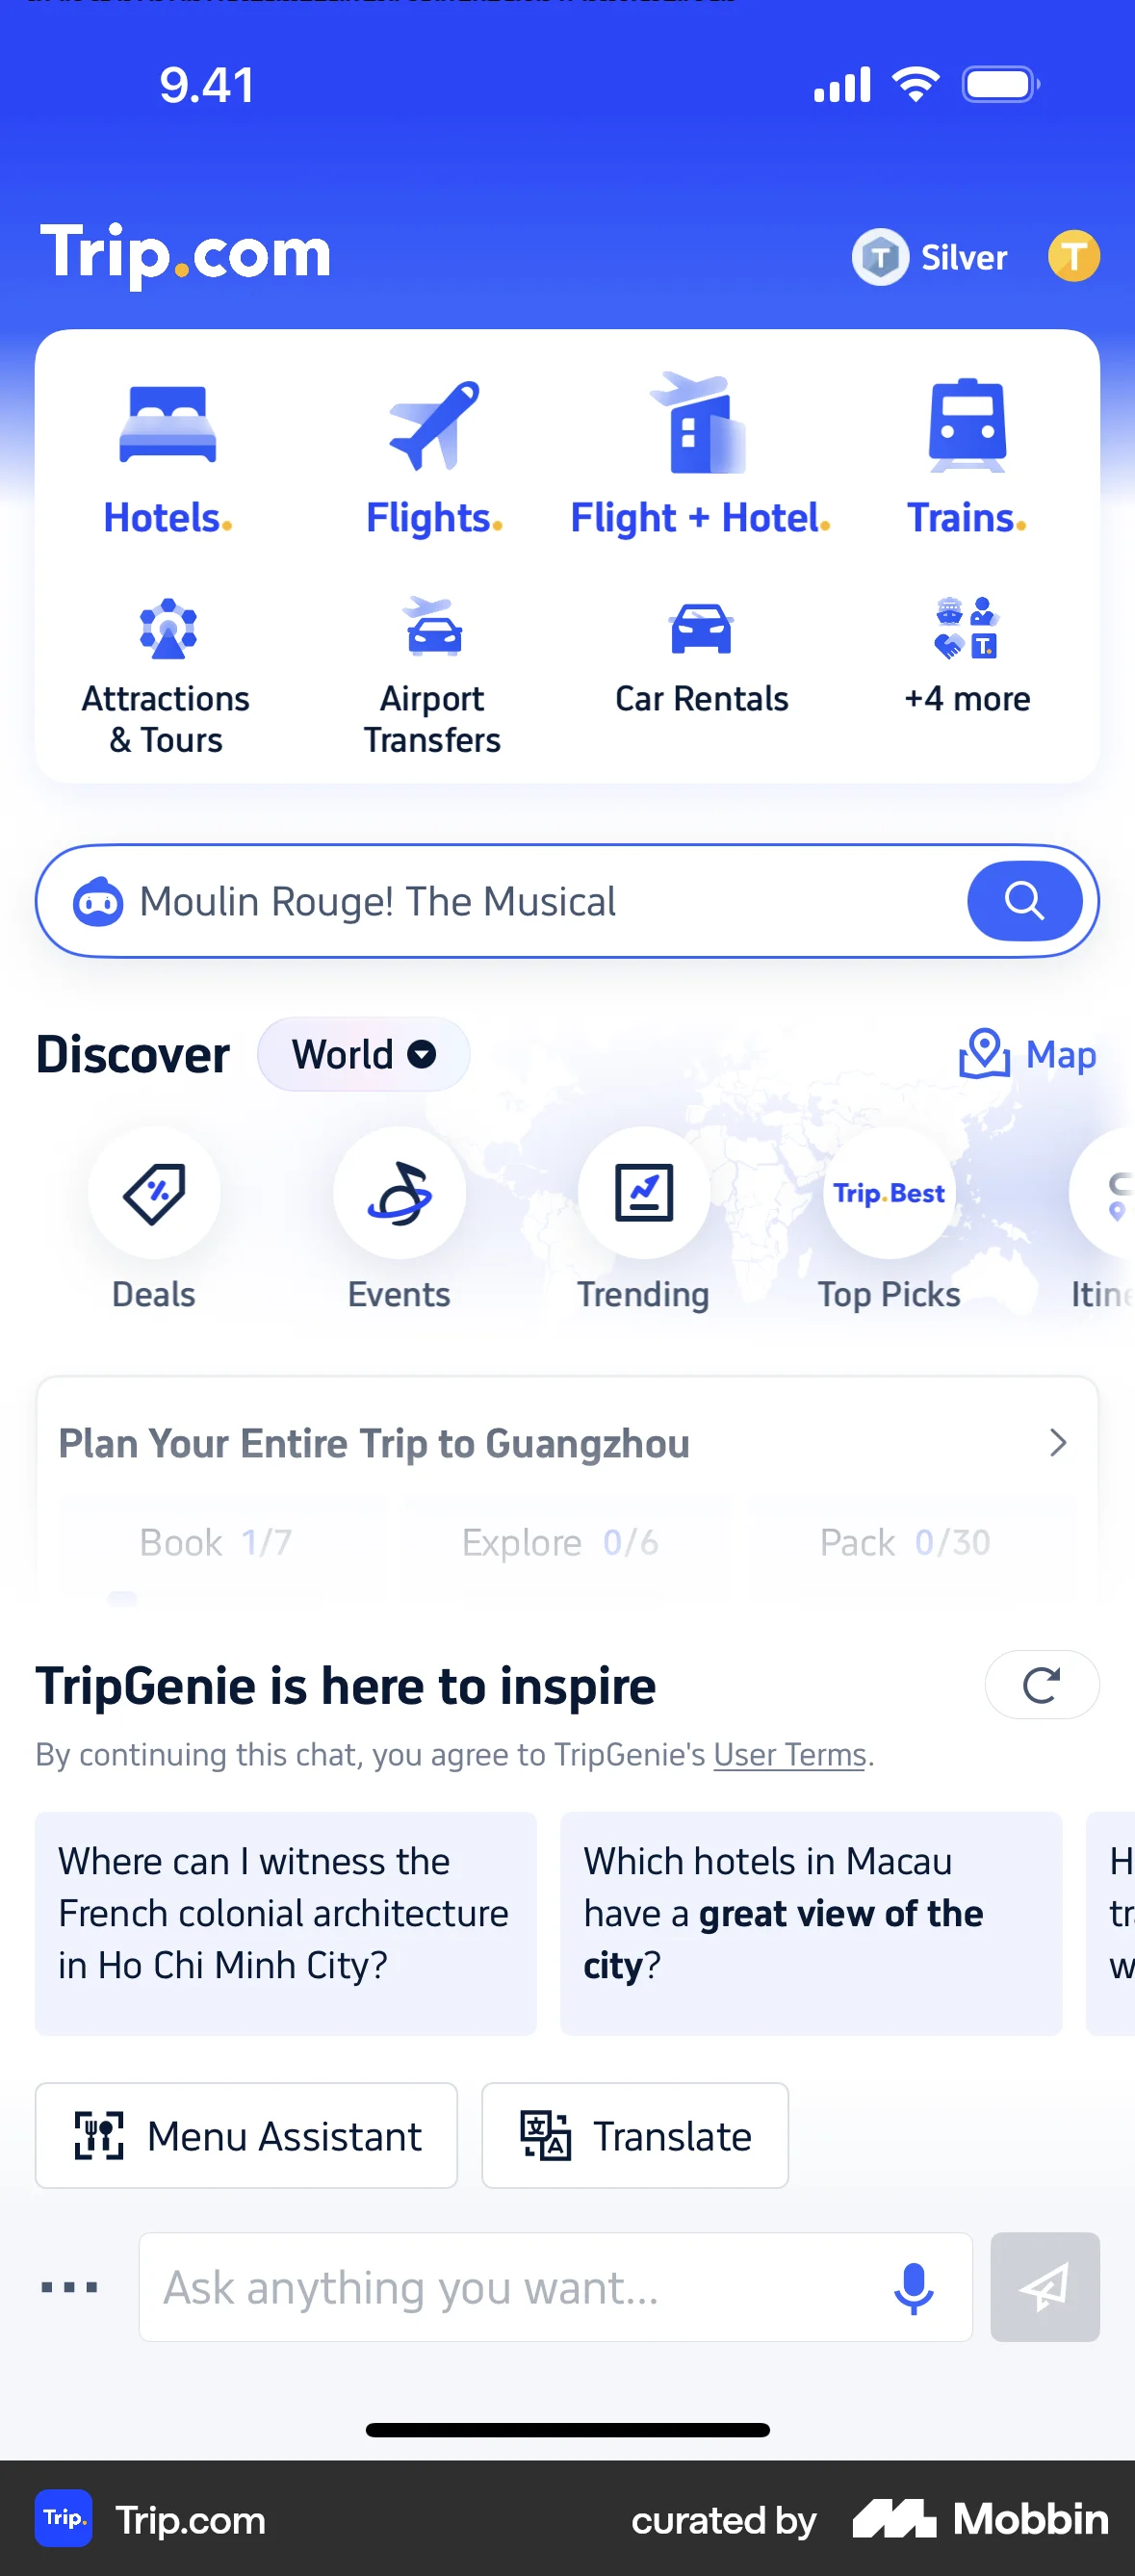 9.41
Trip.com
Silver
T
Hotels.
Flights.
Flight + Hotel.
Trains.
Attractions
& Tours
Airport
Transfers
Car Rentals
+4 more
Moulin Rouge! The Musical
Discover
World
Map
Trip.Best
Deals
Events
Trending
Top Picks
Itine
Plan Your Entire Trip to Guangzhou
Book 1/7
Explore 0/6
Pack 0/30
TripGenie is here to inspire
By continuing this chat, you agree to TripGenie's User Terms.
Where can I witness the
French colonial architecture
in Ho Chi Minh City?
Which hotels in Macau
have a great view of the
city?
Menu Assistant
Translate
Ask anything you want...
Trip.
Trip.com
curated by
Mobbin